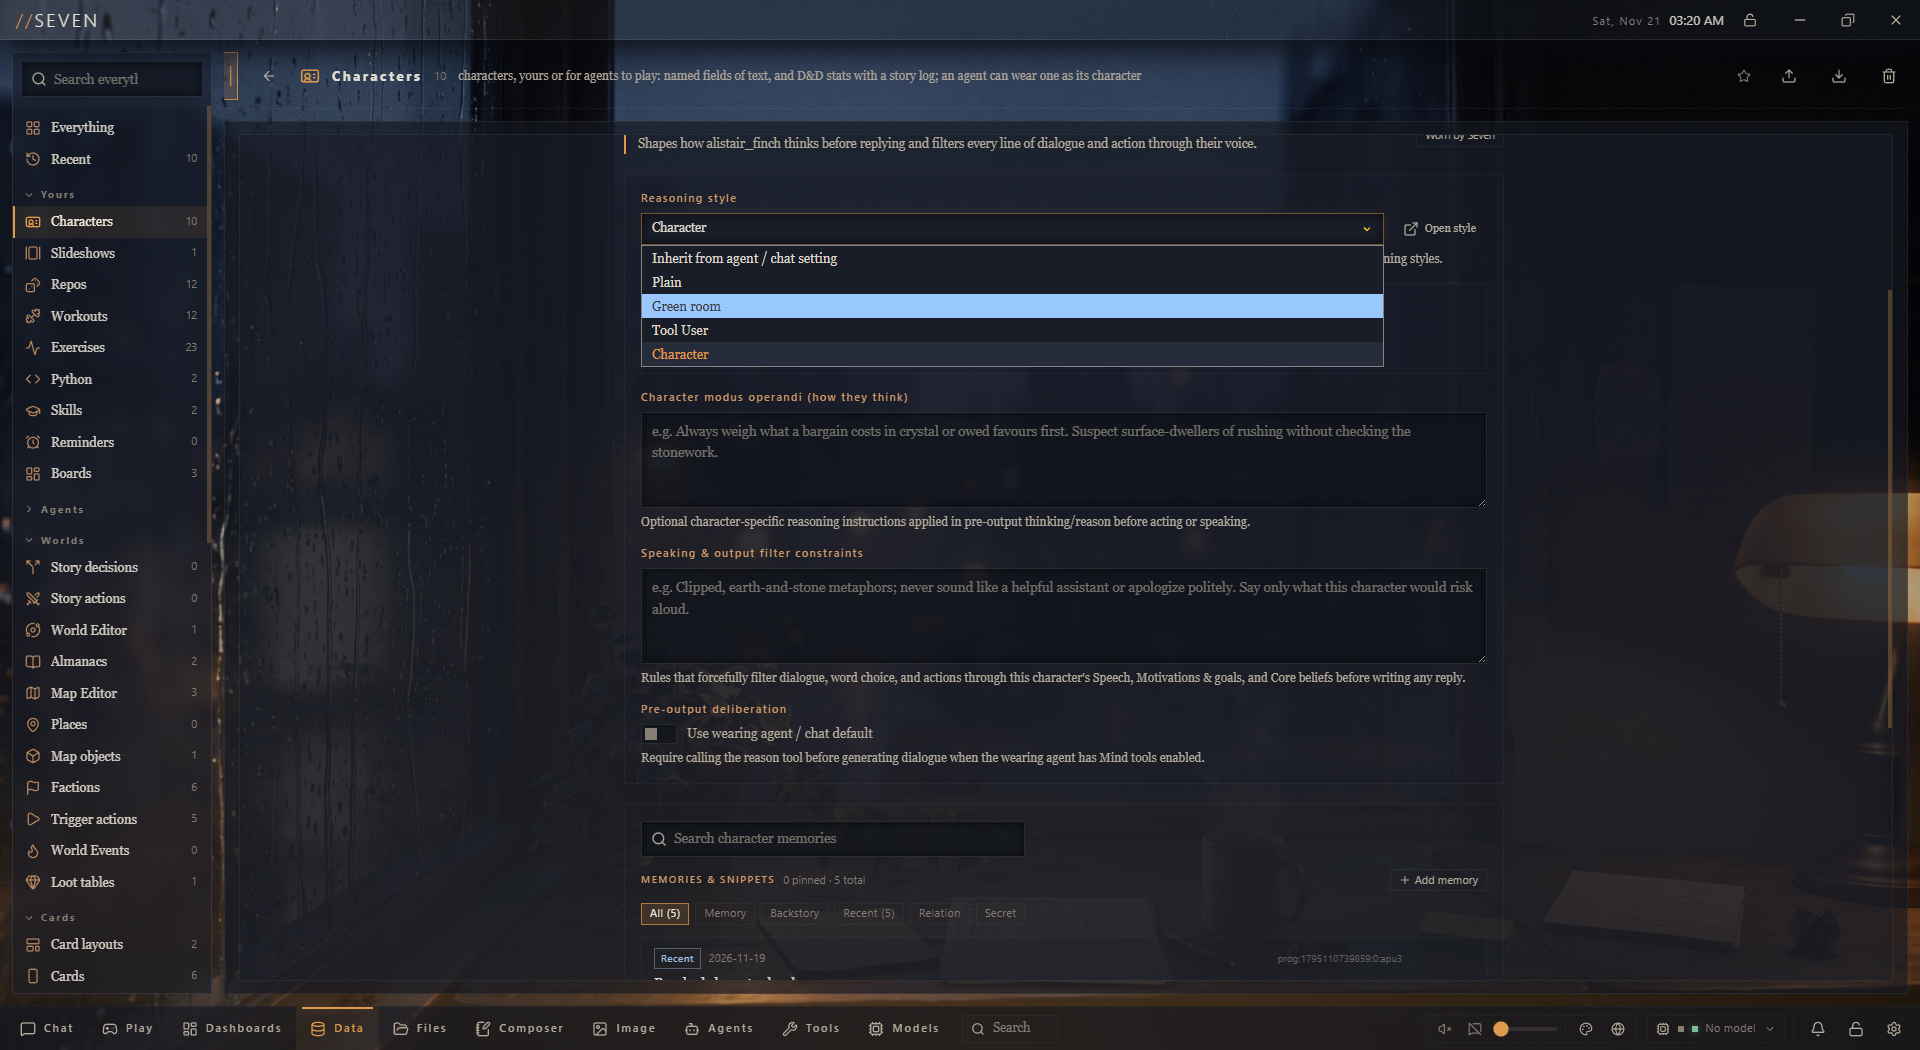 //SEVEN
Sat, Nov 21 03:20 AM
Search everytl
Everything
Recent 10
Yours
Characters 10
Slideshows 1
Repos 12
Workouts 12
Exercises 23
Python 2
Skills 2
Reminders 0
Boards 3
Agents
Worlds
Story decisions 0
Story actions 0
World Editor 1
Almanacs 2
Map Editor 3
Places 0
Map objects 1
Factions 6
Trigger actions 5
World Events 0
Loot tables 1
Cards
Card layouts 2
Cards 6
Characters 10 characters, yours or for agents to play: named fields of text, and D&D stats with a story log; an agent can wear one as its character
Worn by Seven
Shapes how alistair_finch thinks before replying and filters every line of dialogue and action through their voice.
Reasoning style
Character
Open style
Inherit from agent / chat setting
ning styles.
Plain
Green room
Tool User
Character
Character modus operandi (how they think)
e.g. Always weigh what a bargain costs in crystal or owed favours first. Suspect surface-dwellers of rushing without checking the
stonework.
Optional character-specific reasoning instructions applied in pre-output thinking/reason before acting or speaking.
Speaking & output filter constraints
e.g. Clipped, earth-and-stone metaphors; never sound like a helpful assistant or apologize politely. Say only what this character would risk
aloud.
Rules that forcefully filter dialogue, word choice, and actions through this character's Speech, Motivations & goals, and Core beliefs before writing any reply.
Pre-output deliberation
Use wearing agent / chat default
Require calling the reason tool before generating dialogue when the wearing agent has Mind tools enabled.
Search character memories
MEMORIES & SNIPPETS 0 pinned · 5 total
+ Add memory
All (5) Memory Backstory Recent (5) Relation Secret
Recent 2026-11-19 prog:1795110739859:0:apu3
Chat Play Dashboards Data Files Composer Image Agents Tools Models Search No model